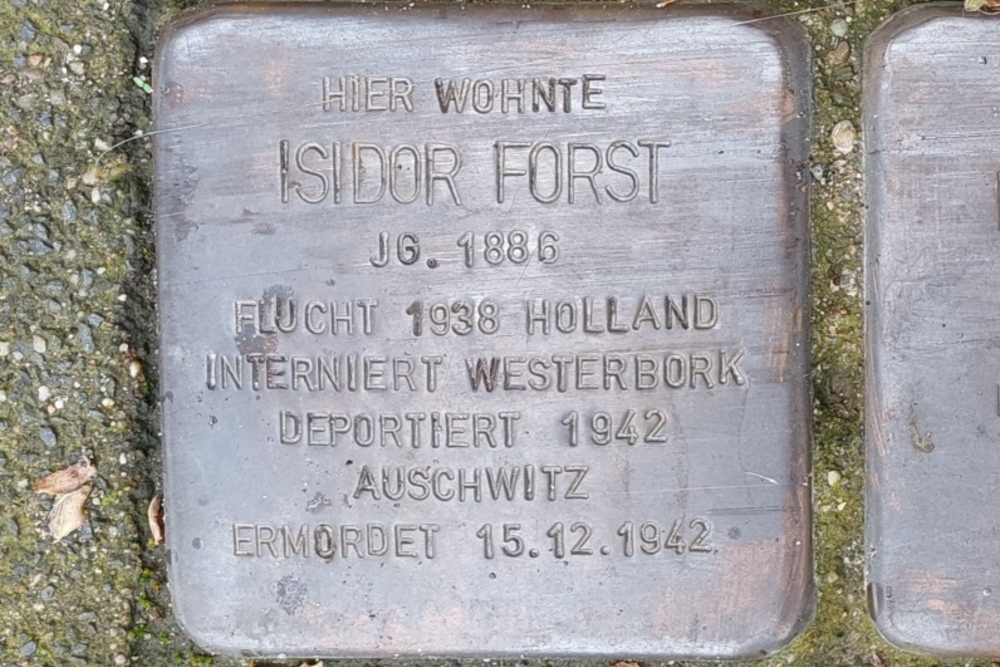 HIER WOHNTE
ISIDOR FORST
JG. 1886
FLUCHT 1938 HOLLAND
INTERNIERT WESTERBORK
DEPORTIERT 1942
AUSCHWITZ
ERMORDET 15.12.1942